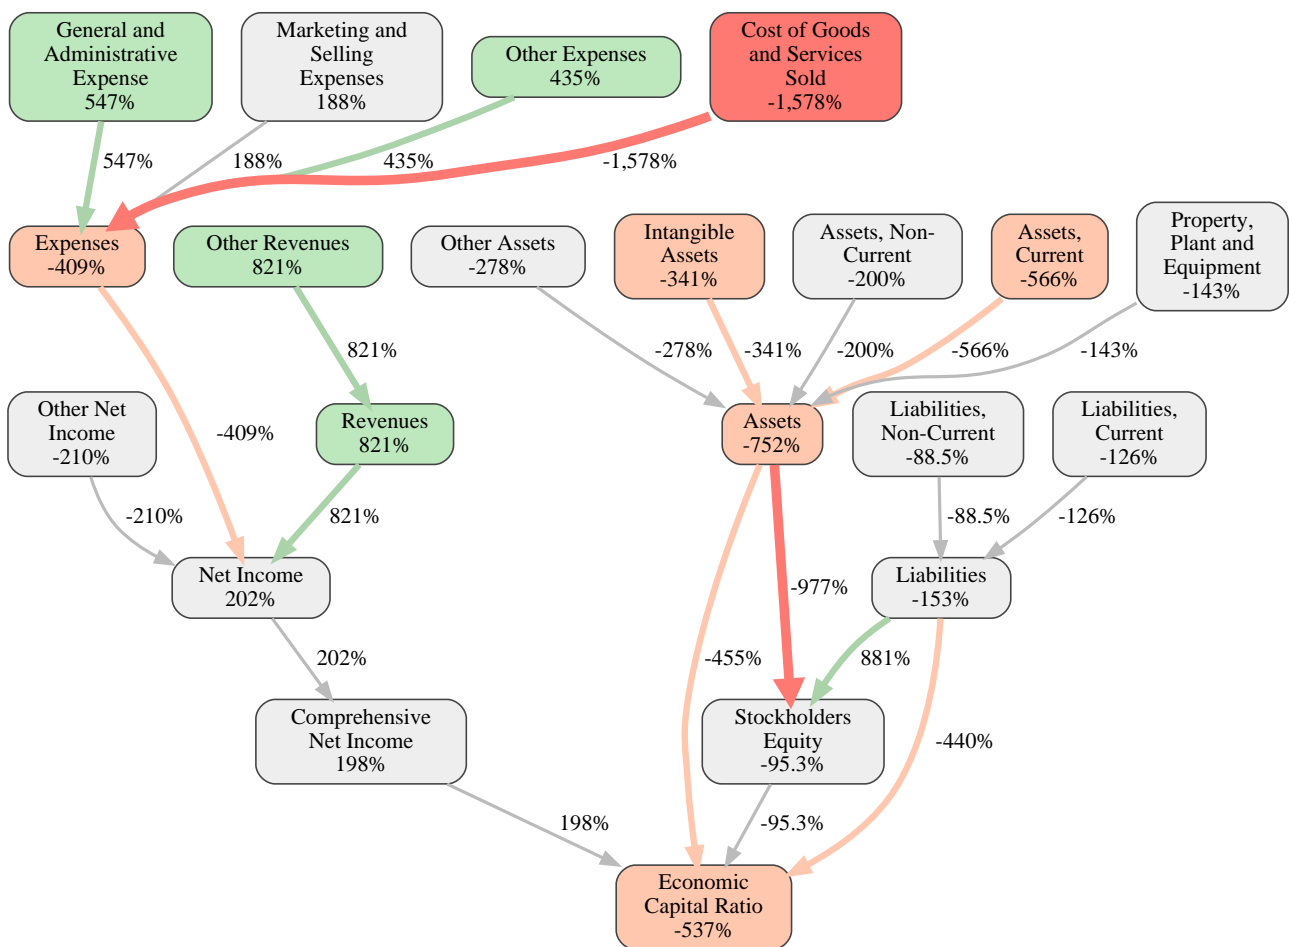 General and
Administrative
Expense
547%
Marketing and
Selling
Expenses
188%
Other Expenses
435%
Cost of Goods
and Services
Sold
-1,578%
547%
188%
435%
-1,578%
Expenses
-409%
Other Revenues
821%
Other Assets
-278%
Intangible
Assets
-341%
Assets, Non-
Current
-200%
Assets,
Current
-566%
Property,
Plant and
Equipment
-143%
821%
-278%
-341%
-200%
-566%
-143%
Other Net
Income
-210%
-409%
Revenues
821%
Assets
-752%
Liabilities,
Non-Current
-88.5%
Liabilities,
Current
-126%
-210%
821%
-88.5%
-126%
Net Income
202%
-977%
Liabilities
-153%
202%
-455%
881%
Comprehensive
Net Income
198%
Stockholders
Equity
-95.3%
-440%
198%
-95.3%
Economic
Capital Ratio
-537%